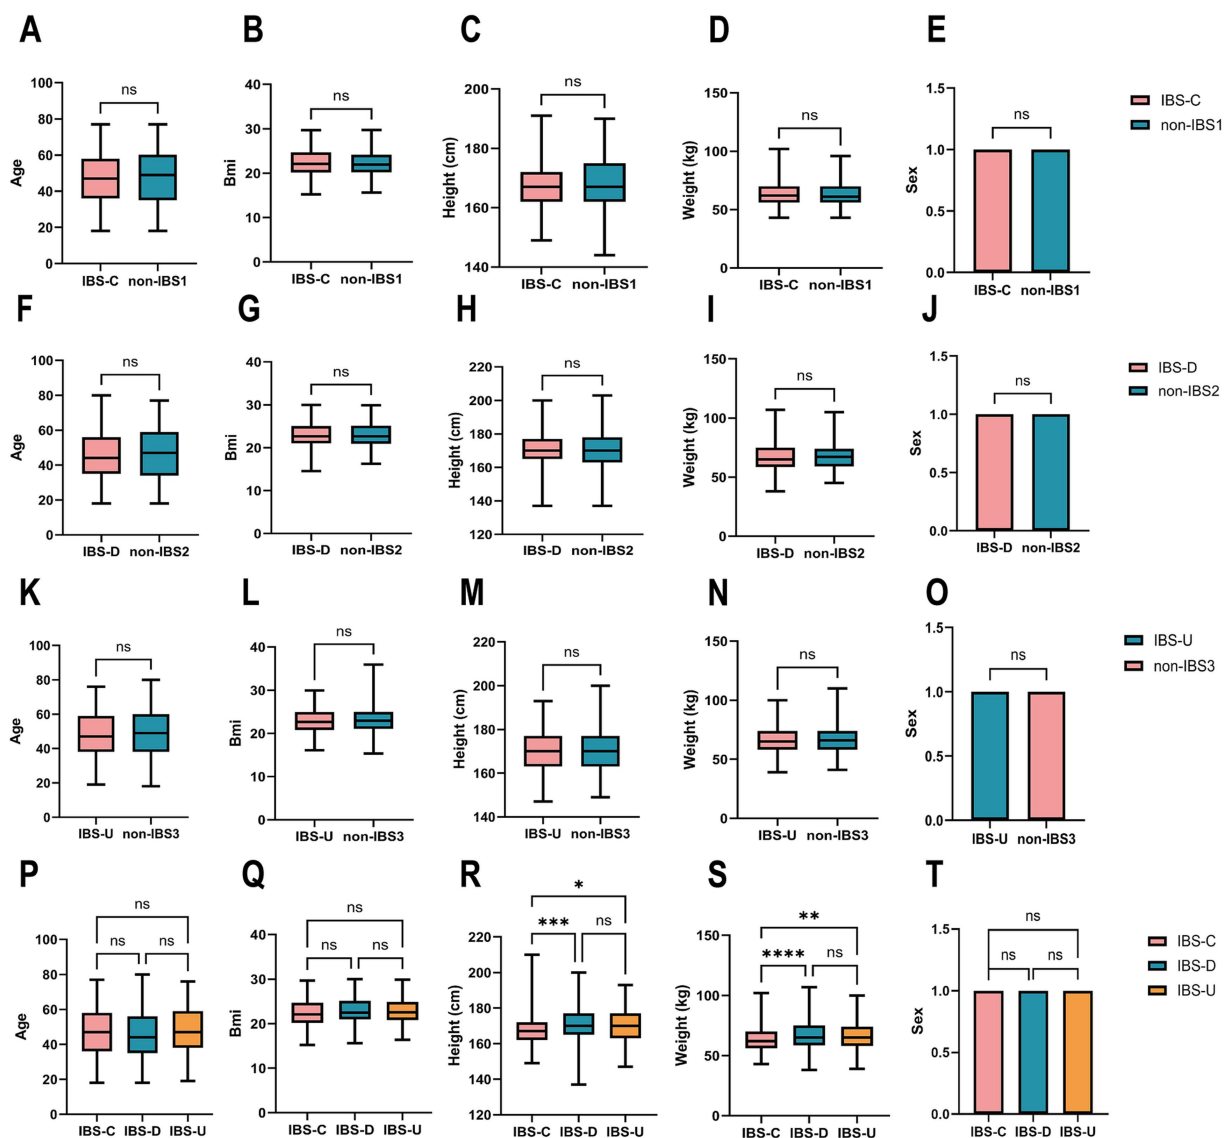 A
B
C
D
E
100
80
60
40
20
0
Age
ns
IBS-C non-IBS1
40
30
20
10
0
Bmi
ns
IBS-C non-IBS1
200
180
160
140
Height (cm)
ns
IBS-C non-IBS1
150
100
50
0
Weight (kg)
ns
IBS-C non-IBS1
1.5
1.0
0.5
0.0
Sex
ns
IBS-C non-IBS1
IBS-C
non-IBS1
F
G
H
I
J
100
80
60
40
20
0
Age
ns
IBS-D non-IBS2
40
30
20
10
0
Bmi
ns
IBS-D non-IBS2
220
200
180
160
140
120
Height (cm)
ns
IBS-D non-IBS2
150
100
50
0
Weight (kg)
ns
IBS-D non-IBS2
1.5
1.0
0.5
0.0
Sex
ns
IBS-D non-IBS2
IBS-D
non-IBS2
K
L
M
N
O
100
80
60
40
20
0
Age
ns
IBS-U non-IBS3
40
30
20
10
0
Bmi
ns
IBS-U non-IBS3
220
200
180
160
140
Height (cm)
ns
IBS-U non-IBS3
150
100
50
0
Weight (kg)
ns
IBS-U non-IBS3
1.5
1.0
0.5
0.0
Sex
ns
IBS-U non-IBS3
IBS-U
non-IBS3
P
Q
R
S
T
100
80
60
40
20
0
Age
ns
ns ns
IBS-C IBS-D IBS-U
40
30
20
10
0
Bmi
ns
ns ns
IBS-C IBS-D IBS-U
220
200
180
160
140
120
Height (cm)
*
*** ns
IBS-C IBS-D IBS-U
150
100
50
0
Weight (kg)
**
**** ns
IBS-C IBS-D IBS-U
1.5
1.0
0.5
0.0
Sex
ns
ns ns
IBS-C IBS-D IBS-U
IBS-C
IBS-D
IBS-U